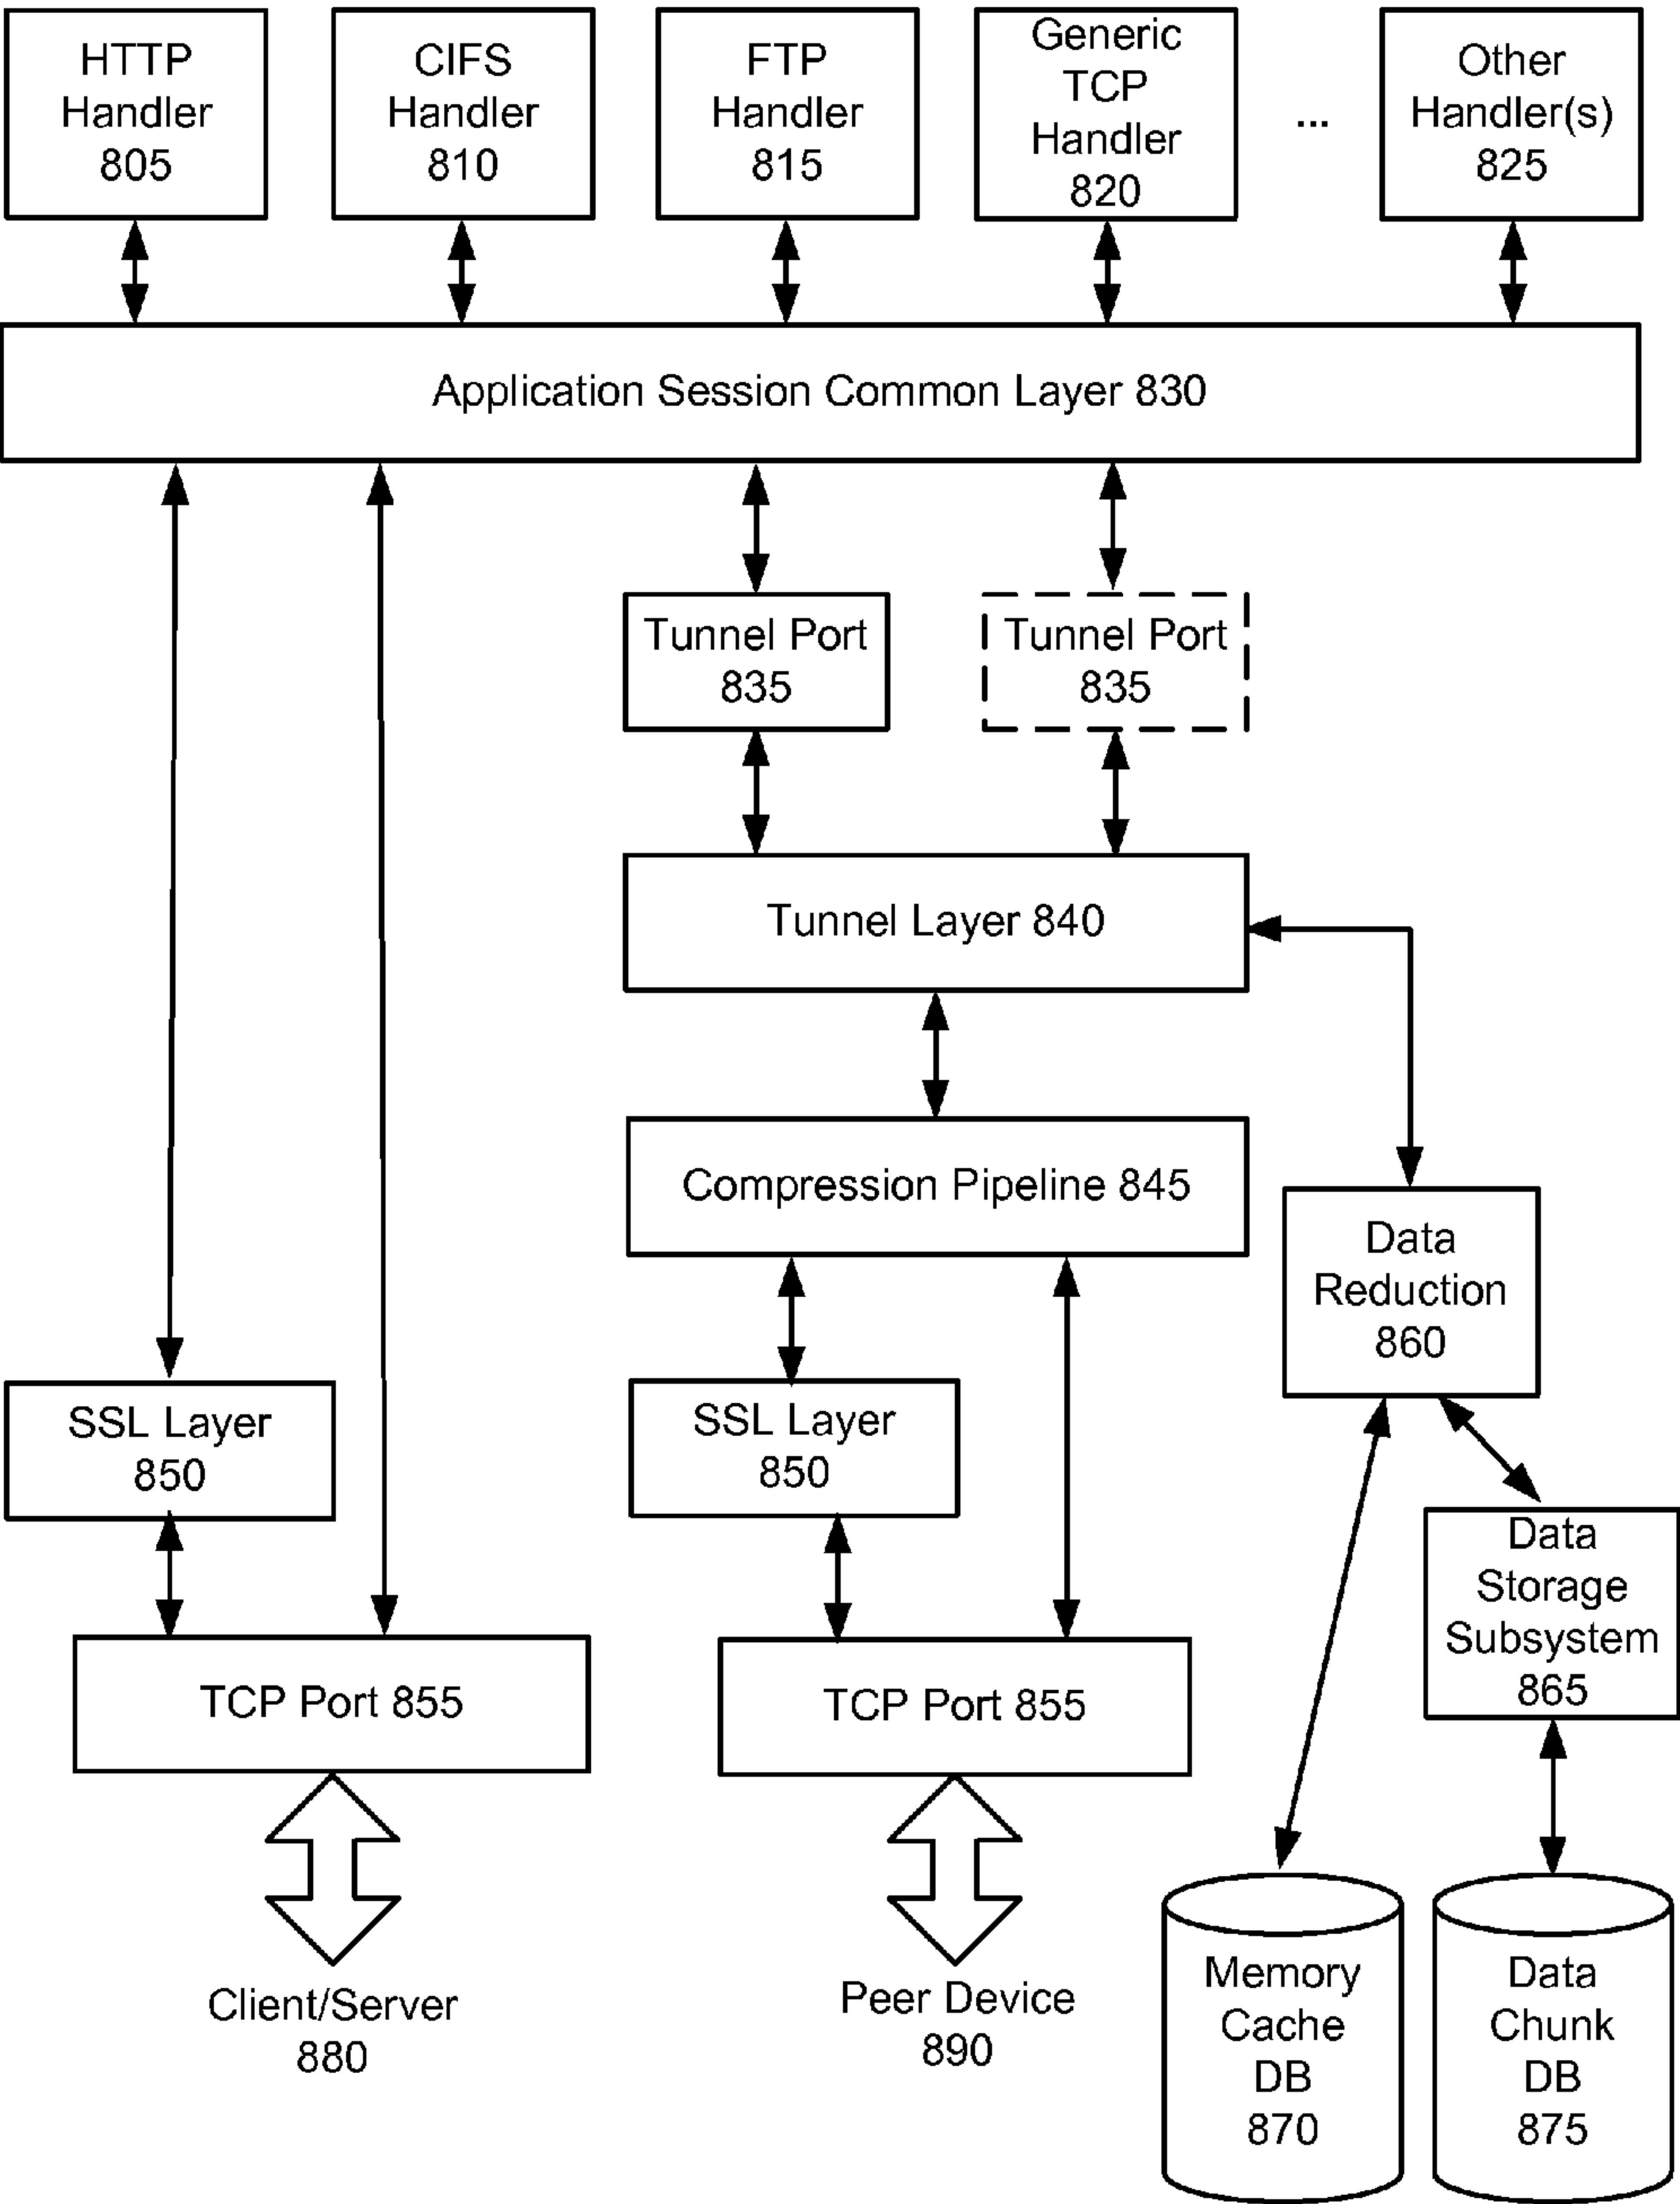 HTTP
Handler
805
CIFS
Handler
810
FTP
Handler
815
Generic
TCP
Handler
820
...
Other
Handler(s)
825
Application Session Common Layer 830
Tunnel Port
835
Tunnel Port
835
Tunnel Layer 840
Compression Pipeline 845
Data
Reduction
860
SSL Layer
850
SSL Layer
850
Data
Storage
Subsystem
865
TCP Port 855
TCP Port 855
Client/Server
880
Peer Device
890
Memory
Cache
DB
870
Data
Chunk
DB
875